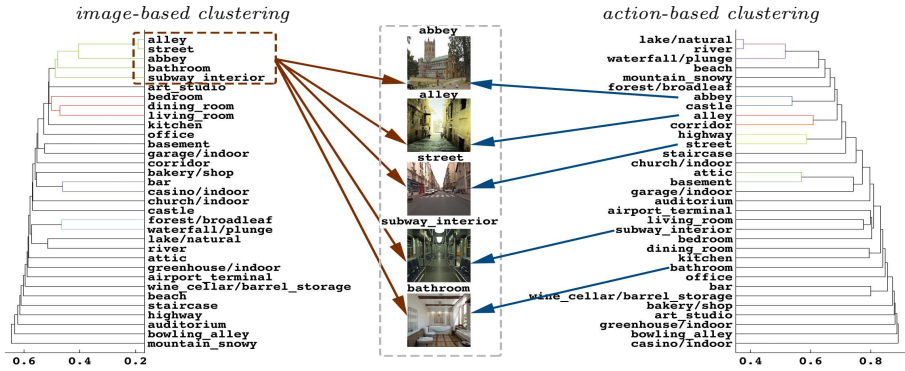 image-based clustering
alley
street
abbey
bathroom
subway_interior
art_studio
bedroom
dining_room
living_room
kitchen
office
basement
garage/indoor
corridor
bakery/shop
bar
casino/indoor
church/indoor
castle
forest/broadleaf
waterfall/plunge
lake/natural
river
attic
greenhouse/indoor
airport_terminal
wine_cellar/barrel_storage
beach
staircase
highway
auditorium
bowling_alley
mountain_snowy
0.6 0.4 0.2
abbey
alley
street
subway_interior
bathroom
action-based clustering
lake/natural
river
waterfall/plunge
beach
mountain_snowy
forest/broadleaf
abbey
castle
alley
corridor
highway
street
staircase
church/indoor
attic
basement
garage/indoor
auditorium
airport_terminal
living_room
subway_interior
bedroom
dining_room
kitchen
bathroom
office
bar
wine_cellar/barrel_storage
bakery/shop
art_studio
greenhouse/indoor
bowling_alley
casino/indoor
0.4 0.6 0.8